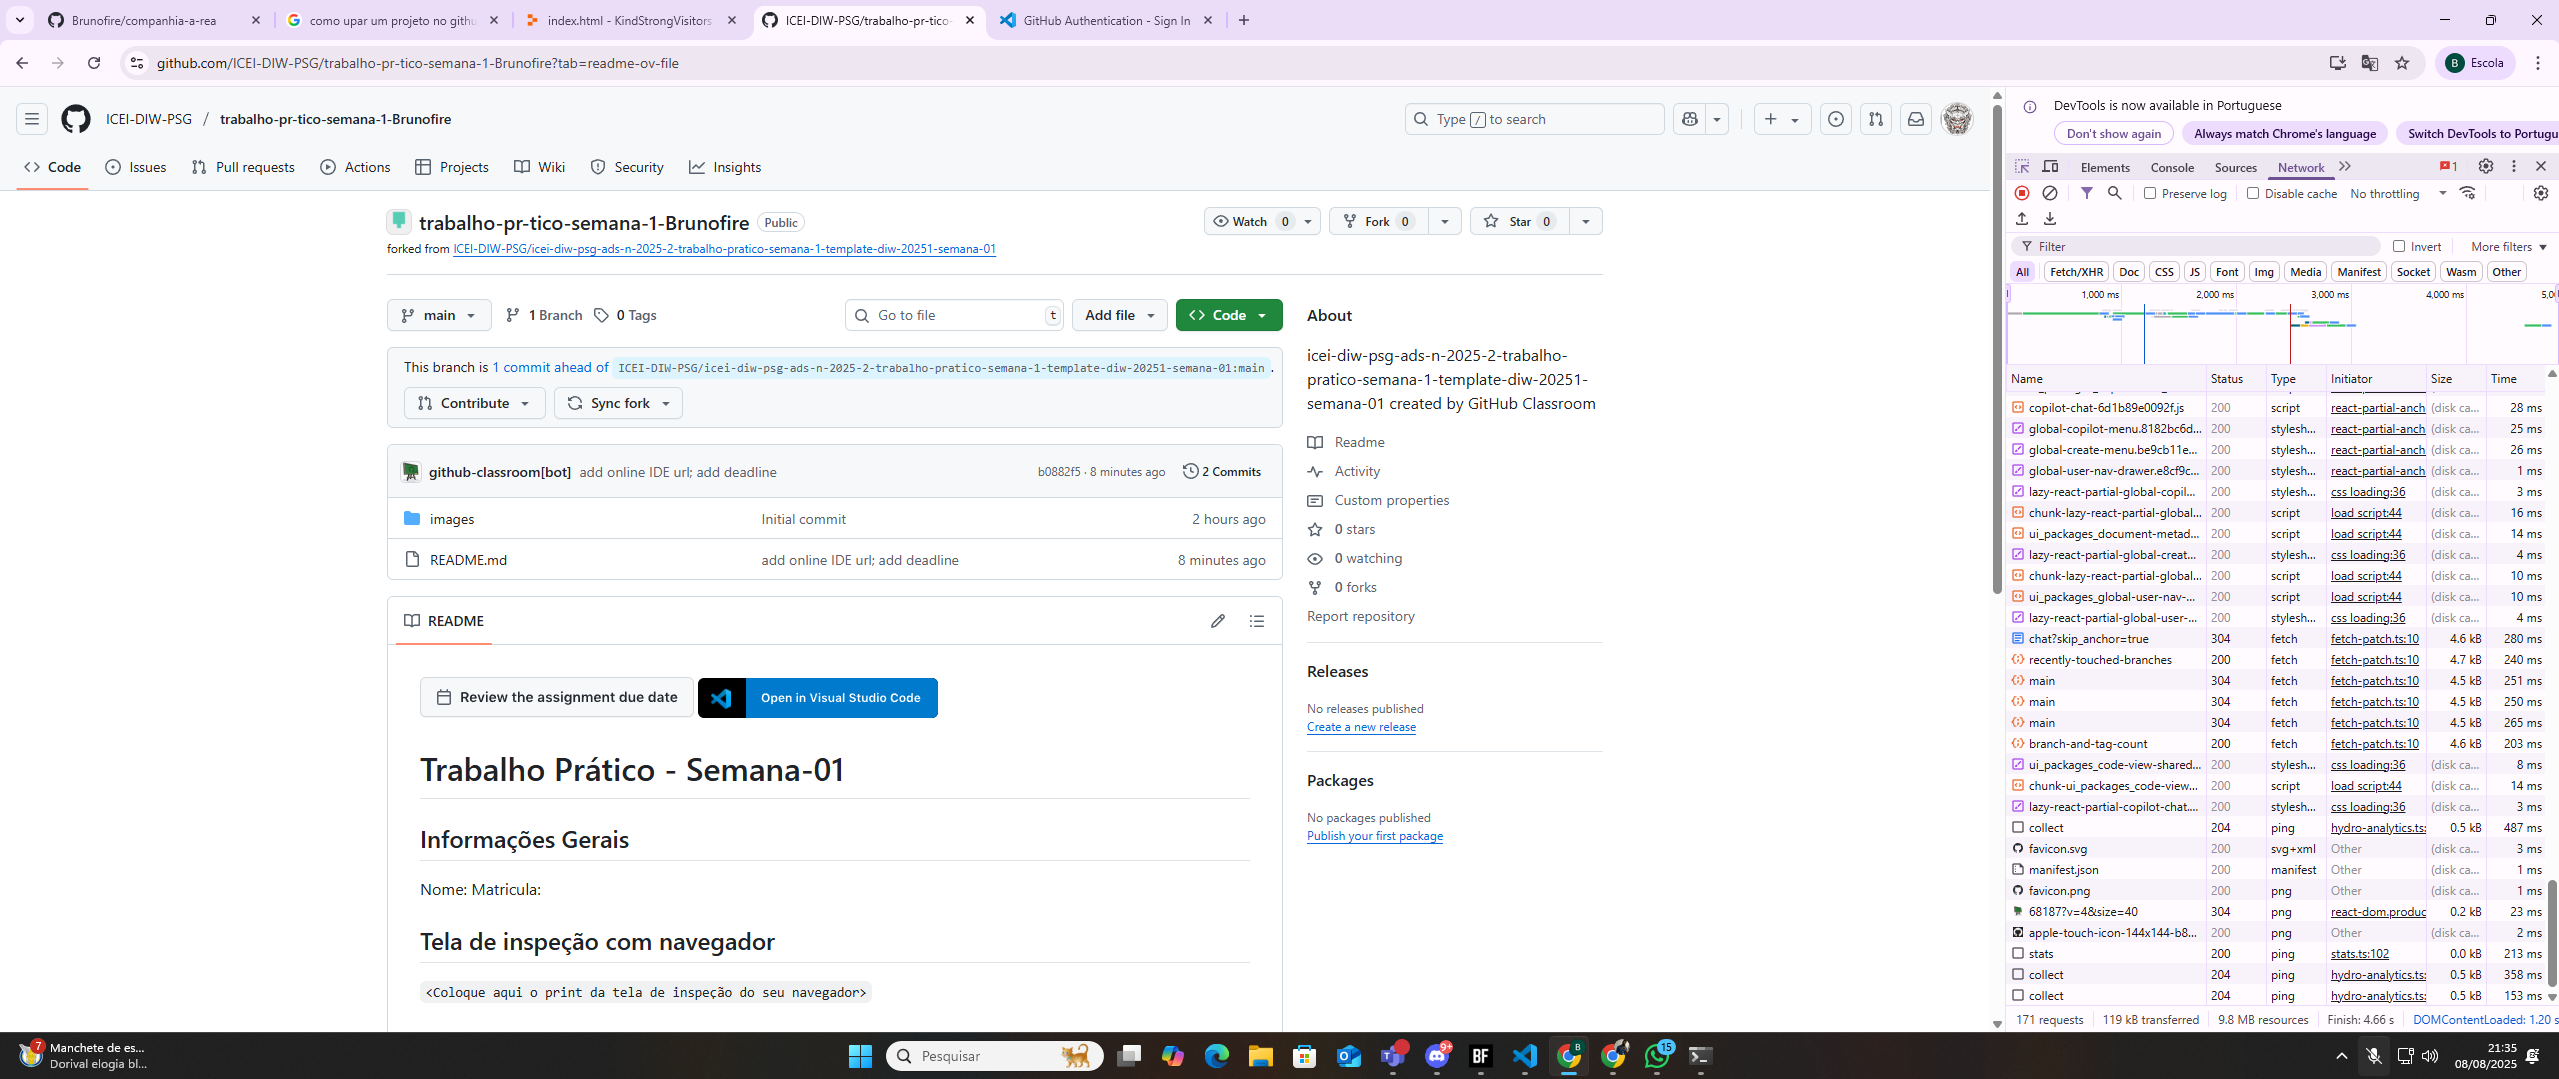 Brunofire/companhia-a-rea
como upar um projeto no githu
index.html - KindStrongVisitors
ICEI-DIW-PSG/trabalho-pr-tico-
GitHub Authentication - Sign In
github.com/ICEI-DIW-PSG/trabalho-pr-tico-semana-1-Brunofire?tab=readme-ov-file
B Escola
ICEI-DIW-PSG / trabalho-pr-tico-semana-1-Brunofire
Type / to search
Code Issues Pull requests Actions Projects Wiki Security Insights
trabalho-pr-tico-semana-1-Brunofire Public
Watch 0 Fork 0 Star 0
forked from ICEI-DIW-PSG/icei-diw-psg-ads-n-2025-2-trabalho-pratico-semana-1-template-diw-20251-semana-01
main 1 Branch 0 Tags Go to file t Add file <> Code
This branch is 1 commit ahead of ICEI-DIW-PSG/icei-diw-psg-ads-n-2025-2-trabalho-pratico-semana-1-template-diw-20251-semana-01:main .
Contribute Sync fork
github-classroom[bot] add online IDE url; add deadline b0882f5 · 8 minutes ago 2 Commits
images Initial commit 2 hours ago
README.md add online IDE url; add deadline 8 minutes ago
README
Review the assignment due date Open in Visual Studio Code
Trabalho Prático - Semana-01
Informações Gerais
Nome: Matricula:
Tela de inspeção com navegador
<Coloque aqui o print da tela de inspeção do seu navegador>
About
icei-diw-psg-ads-n-2025-2-trabalho-
pratico-semana-1-template-diw-20251-
semana-01 created by GitHub Classroom
Readme
Activity
Custom properties
0 stars
0 watching
0 forks
Report repository
Releases
No releases published
Create a new release
Packages
No packages published
Publish your first package
DevTools is now available in Portuguese
Don't show again Always match Chrome's language Switch DevTools to Portugu
Elements Console Sources Network 1
Preserve log Disable cache No throttling
Filter Invert More filters
All Fetch/XHR Doc CSS JS Font Img Media Manifest Socket Wasm Other
1,000 ms 2,000 ms 3,000 ms 4,000 ms 5,0
Name Status Type Initiator Size Time
copilot-chat-6d1b89e0092f.js 200 script react-partial-anch (disk ca... 28 ms
global-copilot-menu.8182bc6d... 200 stylesh... react-partial-anch (disk ca... 25 ms
global-create-menu.be9cb11e... 200 stylesh... react-partial-anch (disk ca... 26 ms
global-user-nav-drawer.e8cf9c... 200 stylesh... react-partial-anch (disk ca... 1 ms
lazy-react-partial-global-copil... 200 stylesh... css loading:36 (disk ca... 3 ms
chunk-lazy-react-partial-global... 200 script load script:44 (disk ca... 16 ms
ui_packages_document-metad... 200 script load script:44 (disk ca... 14 ms
lazy-react-partial-global-creat... 200 stylesh... css loading:36 (disk ca... 4 ms
chunk-lazy-react-partial-global... 200 script load script:44 (disk ca... 10 ms
ui_packages_global-user-nav-... 200 script load script:44 (disk ca... 10 ms
lazy-react-partial-global-user-... 200 stylesh... css loading:36 (disk ca... 4 ms
chat?skip_anchor=true 304 fetch fetch-patch.ts:10 4.6 kB 280 ms
recently-touched-branches 200 fetch fetch-patch.ts:10 4.7 kB 240 ms
main 304 fetch fetch-patch.ts:10 4.5 kB 251 ms
main 304 fetch fetch-patch.ts:10 4.5 kB 250 ms
main 304 fetch fetch-patch.ts:10 4.5 kB 265 ms
branch-and-tag-count 200 fetch fetch-patch.ts:10 4.6 kB 203 ms
ui_packages_code-view-shared... 200 stylesh... css loading:36 (disk ca... 8 ms
chunk-ui_packages_code-view... 200 script load script:44 (disk ca... 14 ms
lazy-react-partial-copilot-chat.... 200 stylesh... css loading:36 (disk ca... 3 ms
collect 204 ping hydro-analytics.ts: 0.5 kB 487 ms
favicon.svg 200 svg+xml Other (disk ca... 3 ms
manifest.json 200 manifest Other (disk ca... 1 ms
favicon.png 200 png Other (disk ca... 1 ms
68187?v=4&size=40 304 png react-dom.produc 0.2 kB 23 ms
apple-touch-icon-144x144-b8... 200 png Other (disk ca... 2 ms
stats 200 ping stats.ts:102 0.0 kB 213 ms
collect 204 ping hydro-analytics.ts: 0.5 kB 358 ms
collect 204 ping hydro-analytics.ts: 0.5 kB 153 ms
171 requests 119 kB transferred 9.8 MB resources Finish: 4.66 s DOMContentLoaded: 1.20 s
7 Manchete de es...
Dorival elogia bl...
Pesquisar
9+
BF
B
15
21:35
08/08/2025